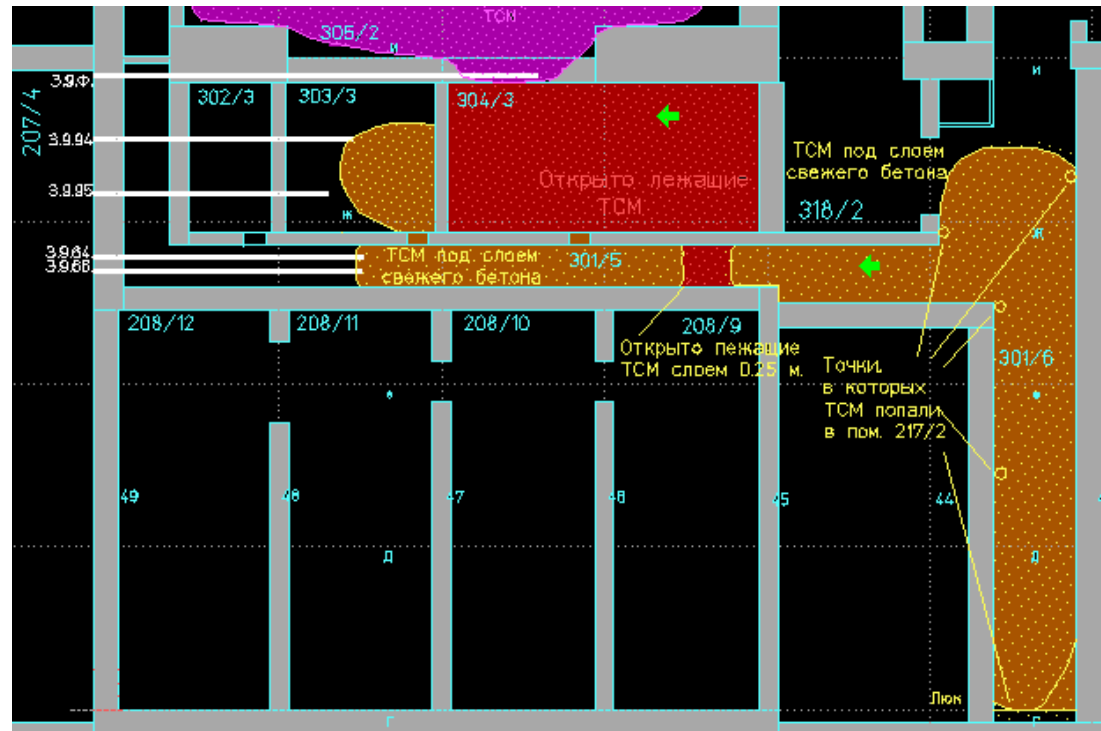 ТСМ
305/2
и
3.9.Ф.
302/3
303/3
304/3
и
207/4
3.9.94
ТСМ под слоем
свежего бетона
Открыто лежащие
ТСМ
3.9.95
318/2
ж
3.9.64
3.9.66
ТСМ под слоем
свежего бетона
301/5
208/12
208/11
208/10
208/9
Открыто лежащие
ТСМ слоем 0.25 м.
301/6
Точки,
в которых
ТСМ попали
в пом. 217/2
49
48
47
46
45
44
Д
Д
Люк
Г
Г